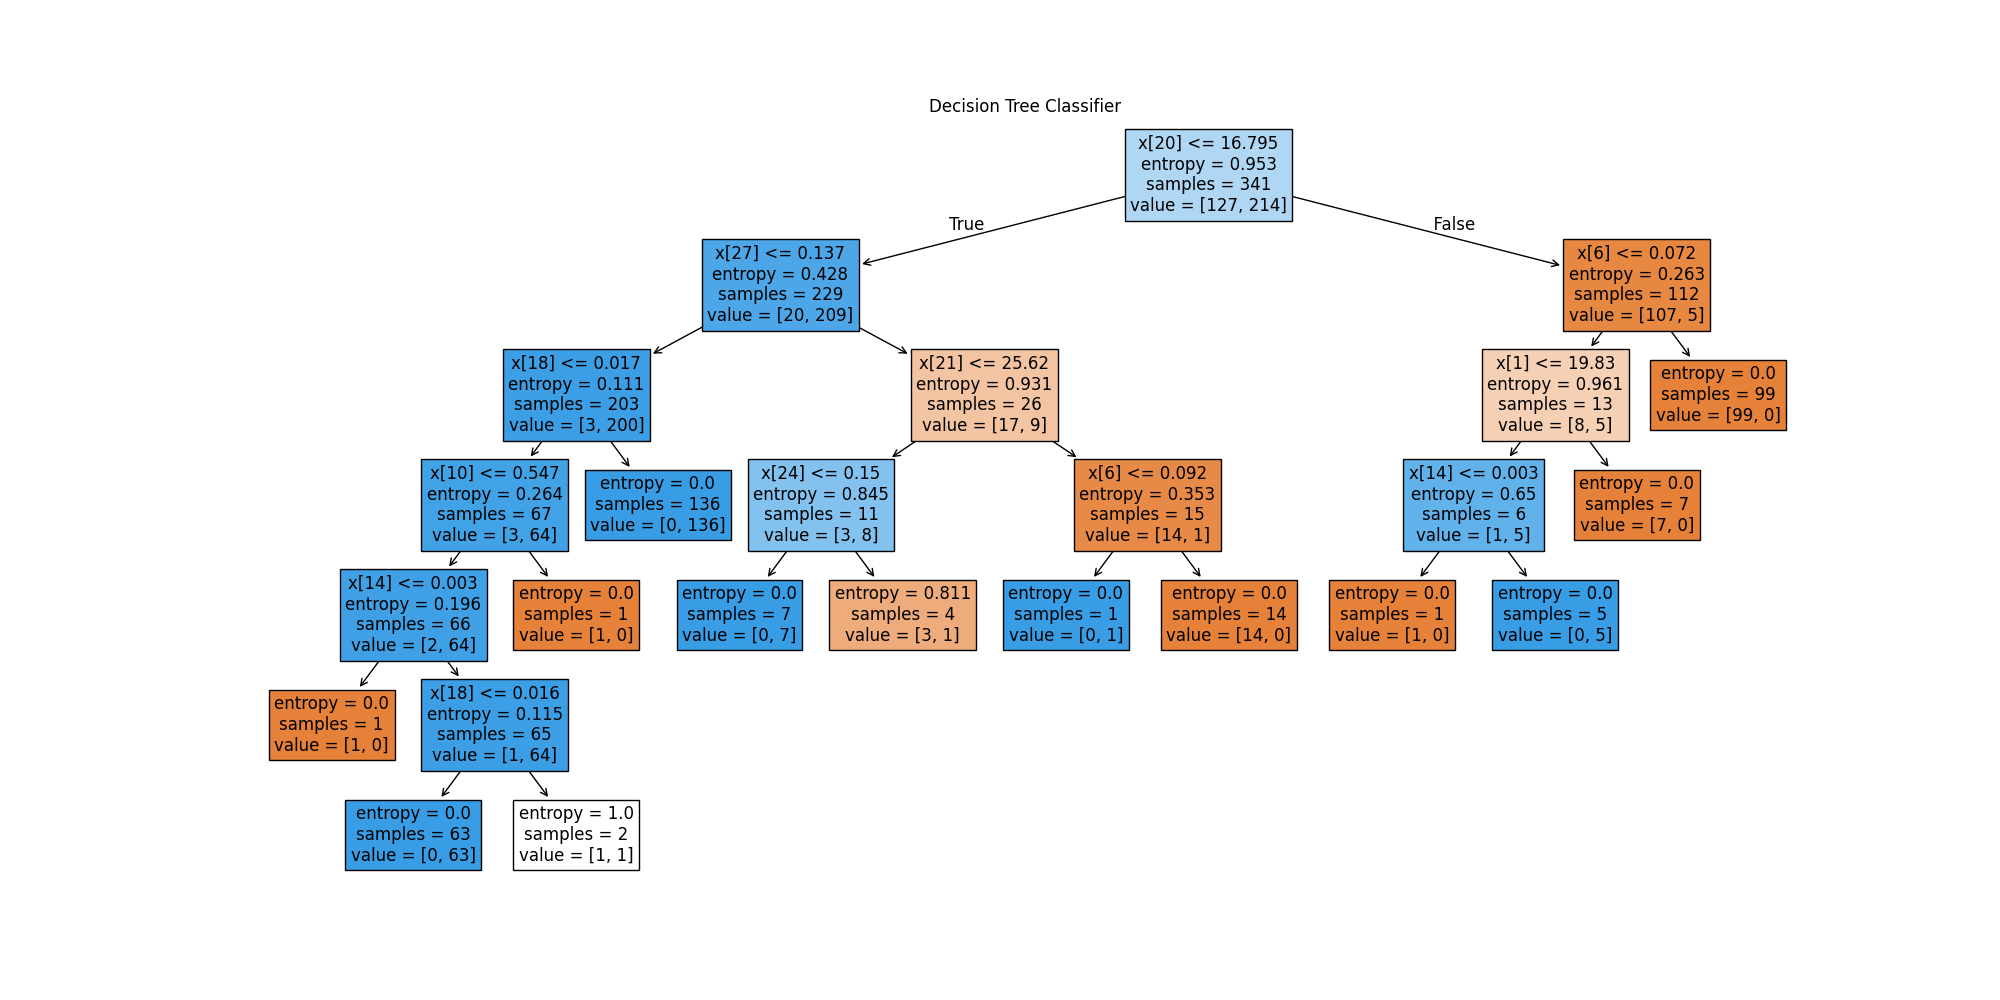 Decision Tree Classifier
x[20] <= 16.795
entropy = 0.953
samples = 341
value = [127, 214]
True
False
x[27] <= 0.137
entropy = 0.428
samples = 229
value = [20, 209]
x[6] <= 0.072
entropy = 0.263
samples = 112
value = [107, 5]
x[18] <= 0.017
entropy = 0.111
samples = 203
value = [3, 200]
x[21] <= 25.62
entropy = 0.931
samples = 26
value = [17, 9]
x[1] <= 19.83
entropy = 0.961
samples = 13
value = [8, 5]
entropy = 0.0
samples = 99
value = [99, 0]
x[10] <= 0.547
entropy = 0.264
samples = 67
value = [3, 64]
entropy = 0.0
samples = 136
value = [0, 136]
x[24] <= 0.15
entropy = 0.845
samples = 11
value = [3, 8]
x[6] <= 0.092
entropy = 0.353
samples = 15
value = [14, 1]
x[14] <= 0.003
entropy = 0.65
samples = 6
value = [1, 5]
entropy = 0.0
samples = 7
value = [7, 0]
x[14] <= 0.003
entropy = 0.196
samples = 66
value = [2, 64]
entropy = 0.0
samples = 1
value = [1, 0]
entropy = 0.0
samples = 7
value = [0, 7]
entropy = 0.811
samples = 4
value = [3, 1]
entropy = 0.0
samples = 1
value = [0, 1]
entropy = 0.0
samples = 14
value = [14, 0]
entropy = 0.0
samples = 1
value = [1, 0]
entropy = 0.0
samples = 5
value = [0, 5]
entropy = 0.0
samples = 1
value = [1, 0]
x[18] <= 0.016
entropy = 0.115
samples = 65
value = [1, 64]
entropy = 0.0
samples = 63
value = [0, 63]
entropy = 1.0
samples = 2
value = [1, 1]